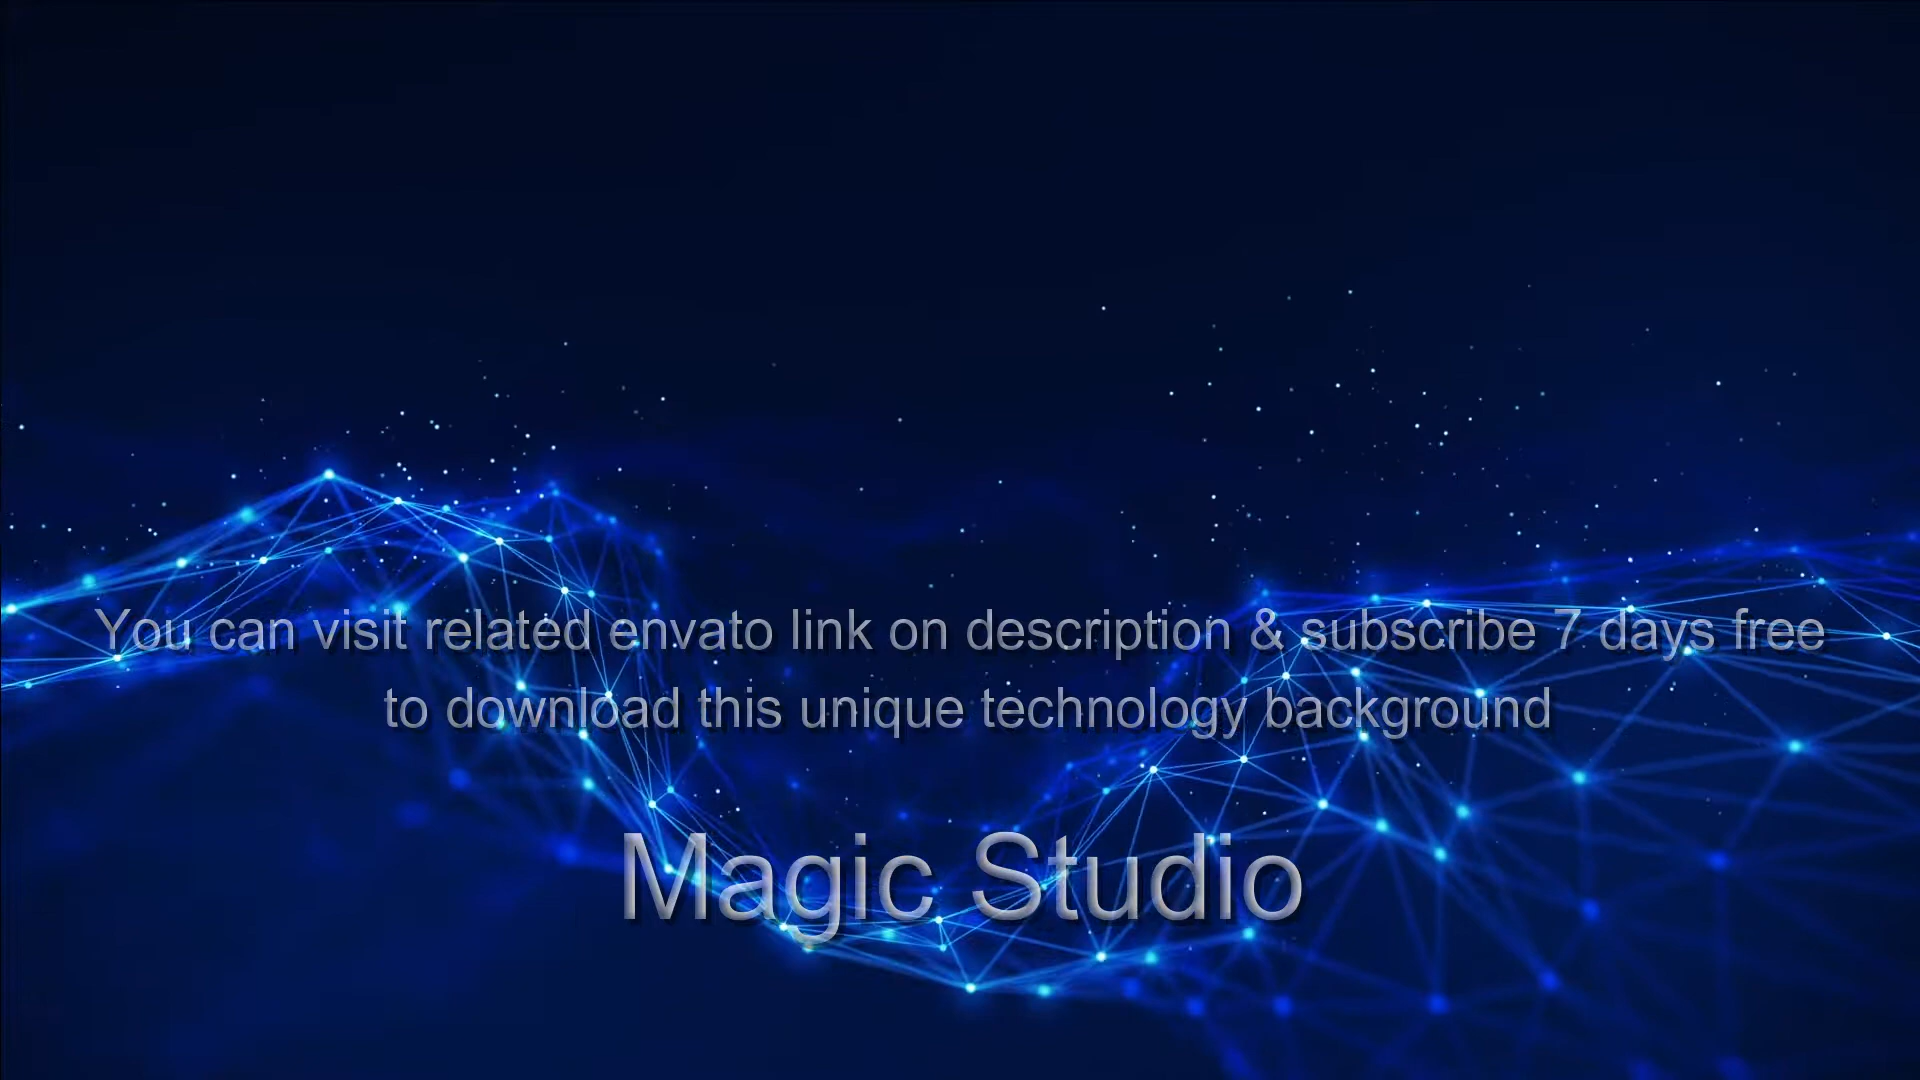 You can visit related envato link on description & subscribe 7 days free
to download this unique technology background
Magic Studio